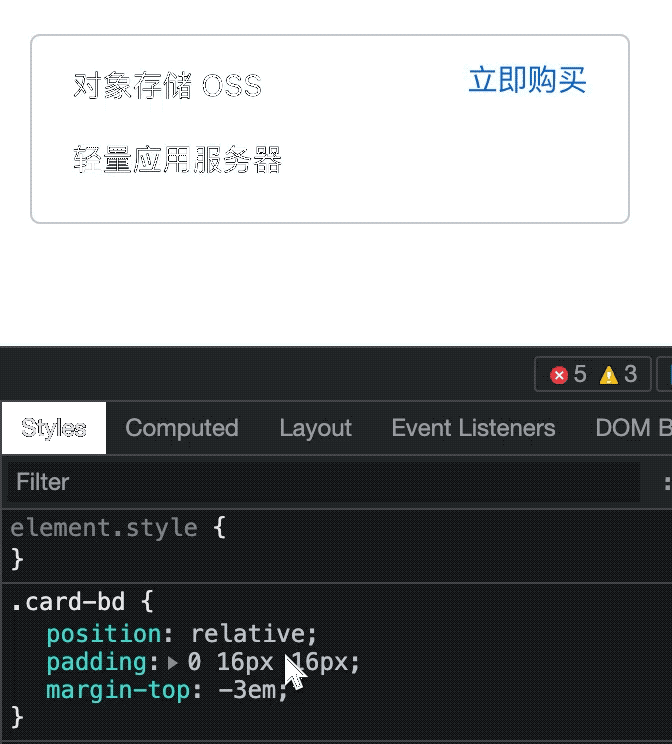 对象存储 OSS 立即购买
轻量应用服务器
5 3
Styles Computed Layout Event Listeners DOM B
Filter :
element.style {
}
.card-bd {
position: relative;
padding: 0 16px 16px;
margin-top: -3em;
}